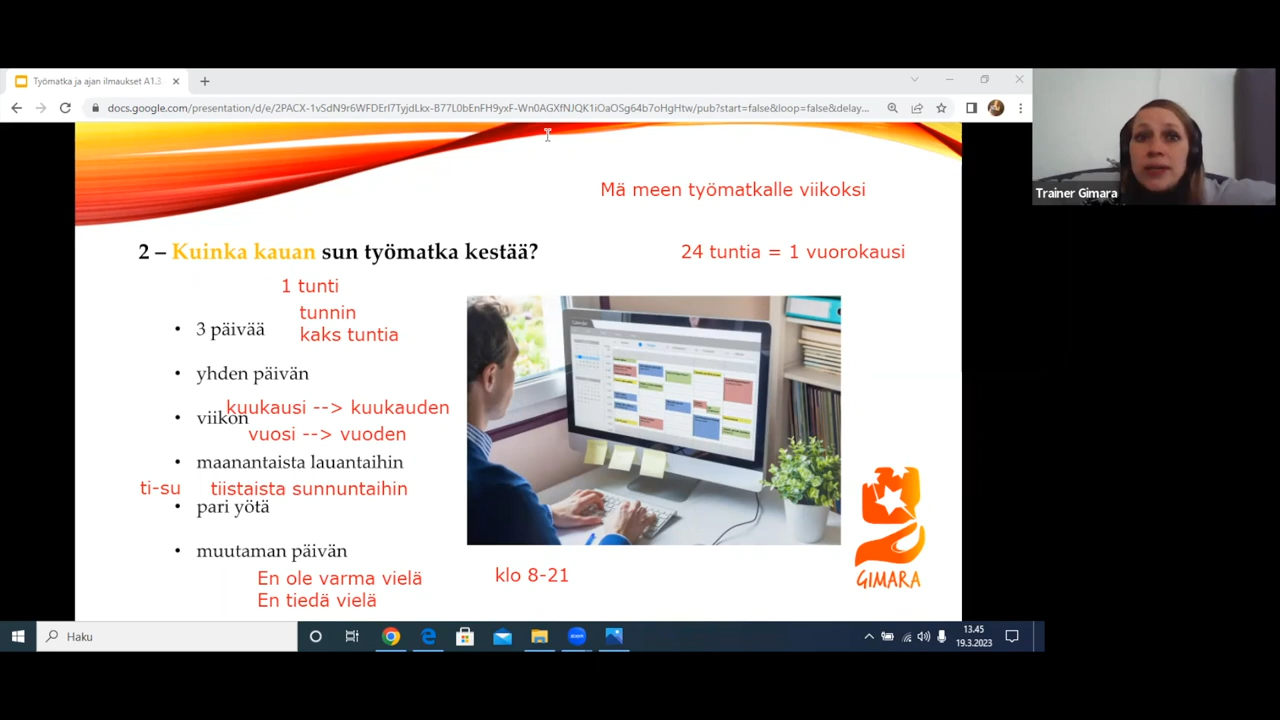 Työmatka ja ajan ilmaukset A1.3.
docs.google.com/presentation/d/e/2PACX-1vSdN9r6WFDErl7TyjdLkx-B77L0bEnFH9yxF-Wn0AGXfNJQK1iOaOSg64b7oHgHtw/pub?start=false&loop=false&delay...
Trainer Gimara
Mä meen työmatkalle viikoksi
2 – Kuinka kauan sun työmatka kestää?
24 tuntia = 1 vuorokausi
1 tunti
tunnin
• 3 päivää
kaks tuntia
• yhden päivän
kuukausi --> kuukauden
• viikon
vuosi --> vuoden
• maanantaista lauantaihin
ti-su tiistaista sunnuntaihin
• pari yötä
• muutaman päivän
En ole varma vielä
klo 8-21
En tiedä vielä
GIMARA
Haku
zoom
13.45
19.3.2023